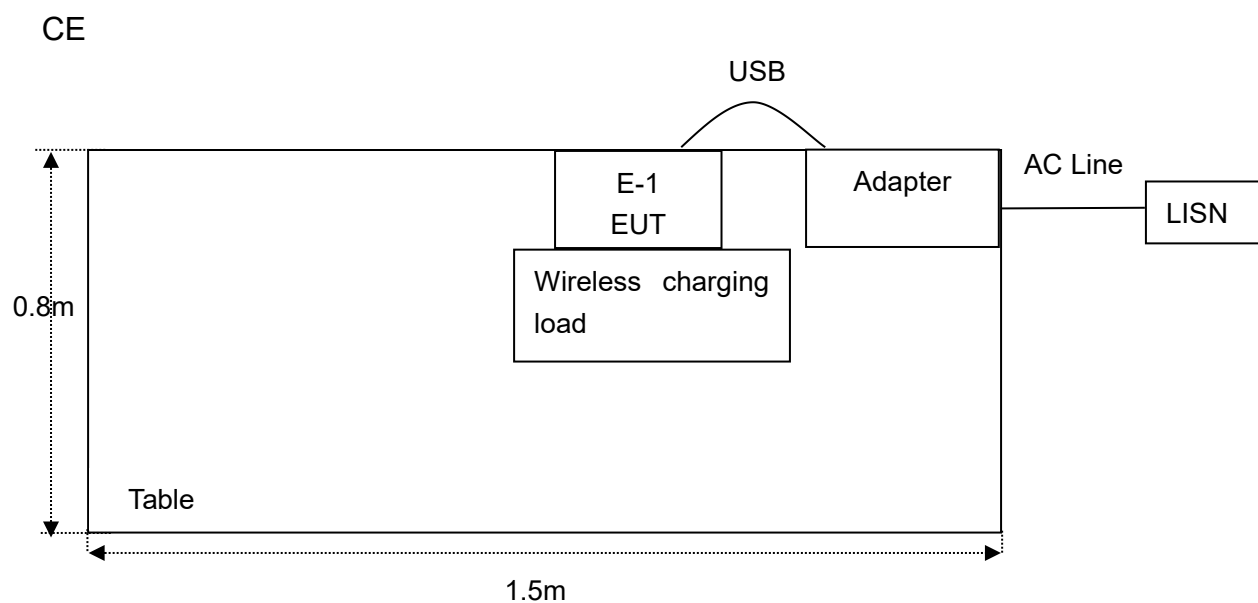 CE
USB
AC Line
E-1
EUT
Adapter
LISN
Wireless charging
load
0.8m
Table
1.5m